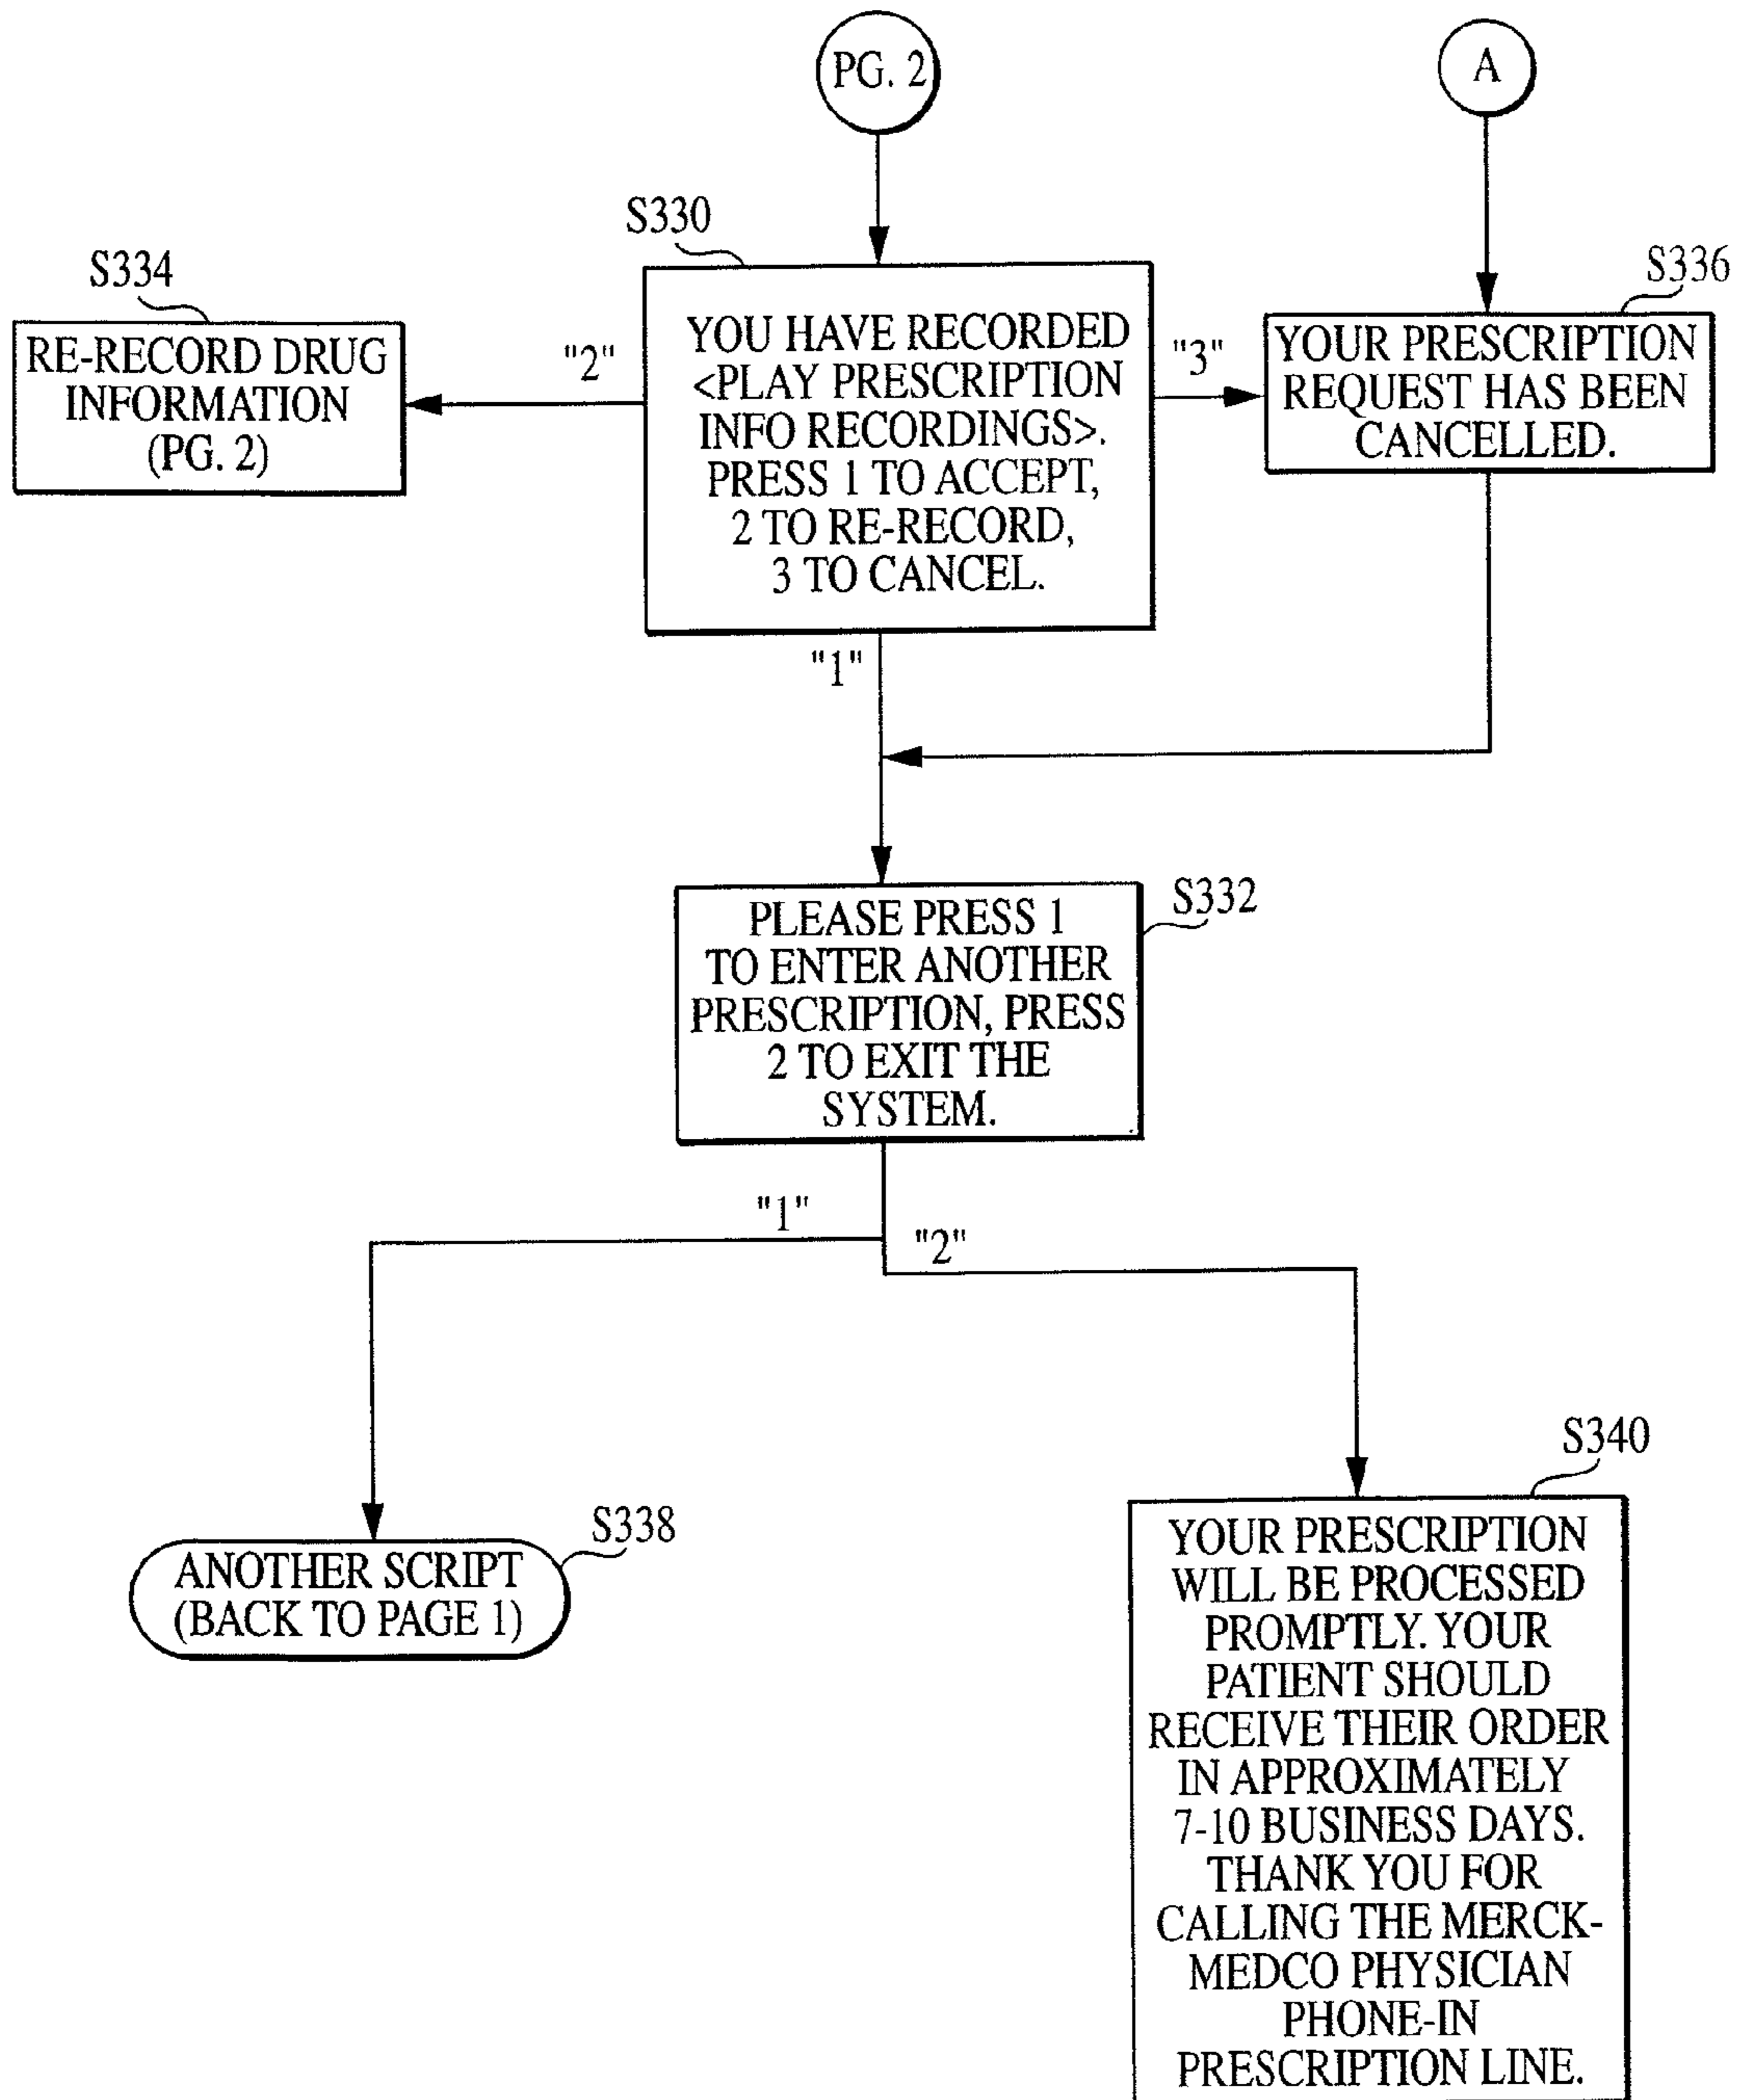 PG. 2
A
S330
S334
S336
RE-RECORD DRUG
INFORMATION
(PG. 2)
"2"
YOU HAVE RECORDED
<PLAY PRESCRIPTION
INFO RECORDINGS>.
PRESS 1 TO ACCEPT,
2 TO RE-RECORD,
3 TO CANCEL.
"3"
YOUR PRESCRIPTION
REQUEST HAS BEEN
CANCELLED.
"1"
S332
PLEASE PRESS 1
TO ENTER ANOTHER
PRESCRIPTION, PRESS
2 TO EXIT THE
SYSTEM.
"1"
"2"
S338
ANOTHER SCRIPT
(BACK TO PAGE 1)
S340
YOUR PRESCRIPTION
WILL BE PROCESSED
PROMPTLY. YOUR
PATIENT SHOULD
RECEIVE THEIR ORDER
IN APPROXIMATELY
7-10 BUSINESS DAYS.
THANK YOU FOR
CALLING THE MERCK-
MEDCO PHYSICIAN
PHONE-IN
PRESCRIPTION LINE.